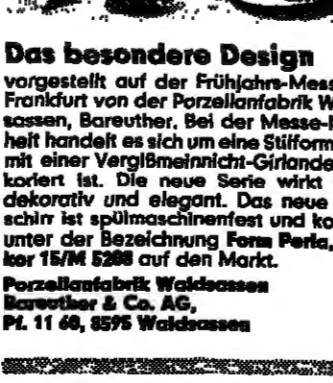 Das besondere Design
vorgestellt auf der Frühjahrs-Mess
Frankfurt von der Porzellanfabrik W
sassen, Bareuther. Bei der Messe-N
heit handelt es sich um eine Stilform
mit einer Vergißmeinnicht-Girlande
koriert ist. Die neue Serie wirkt
dekorativ und elegant. Das neue
schirr ist spülmaschinenfest und ko
unter der Bezeichnung Form Perla,
kor 15/M 5208 auf den Markt.
Porzellanfabrik Waldsassen
Bareuther & Co. AG,
Pf. 11 60, 8595 Waldsassen